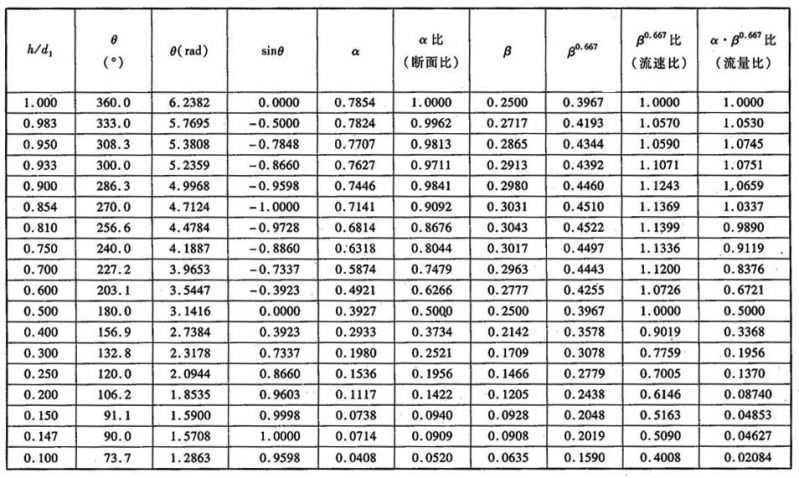 h/d₁ θ (°) θ(rad) sinθ α α 比 (断面比) β β⁰·⁶⁶⁷ β⁰·⁶⁶⁷ 比 (流速比) α·β⁰·⁶⁶⁷ 比 (流量比)
1.000 360.0 6.2382 0.0000 0.7854 1.0000 0.2500 0.3967 1.0000 1.0000
0.983 333.0 5.7695 -0.5000 0.7824 0.9962 0.2717 0.4193 1.0570 1.0530
0.950 308.3 5.3808 -0.7848 0.7707 0.9813 0.2865 0.4344 1.0590 1.0745
0.933 300.0 5.2359 -0.8660 0.7627 0.9711 0.2913 0.4392 1.1071 1.0751
0.900 286.3 4.9968 -0.9598 0.7446 0.9841 0.2980 0.4460 1.1243 1.0659
0.854 270.0 4.7124 -1.0000 0.7141 0.9092 0.3031 0.4510 1.1369 1.0337
0.810 256.6 4.4784 -0.9728 0.6814 0.8676 0.3043 0.4522 1.1399 0.9890
0.750 240.0 4.1887 -0.8860 0.6318 0.8044 0.3017 0.4497 1.1336 0.9119
0.700 227.2 3.9653 -0.7337 0.5874 0.7479 0.2963 0.4443 1.1200 0.8376
0.600 203.1 3.5447 -0.3923 0.4921 0.6266 0.2777 0.4255 1.0726 0.6721
0.500 180.0 3.1416 0.0000 0.3927 0.5000 0.2500 0.3967 1.0000 0.5000
0.400 156.9 2.7384 0.3923 0.2933 0.3734 0.2142 0.3578 0.9019 0.3368
0.300 132.8 2.3178 0.7337 0.1980 0.2521 0.1709 0.3078 0.7759 0.1956
0.250 120.0 2.0944 0.8660 0.1536 0.1956 0.1466 0.2779 0.7005 0.1370
0.200 106.2 1.8535 0.9603 0.1117 0.1422 0.1205 0.2438 0.6146 0.08740
0.150 91.1 1.5900 0.9998 0.0738 0.0940 0.0928 0.2048 0.5163 0.04853
0.147 90.0 1.5708 1.0000 0.0714 0.0909 0.0908 0.2019 0.5090 0.04627
0.100 73.7 1.2863 0.9598 0.0408 0.0520 0.0635 0.1590 0.4008 0.02084